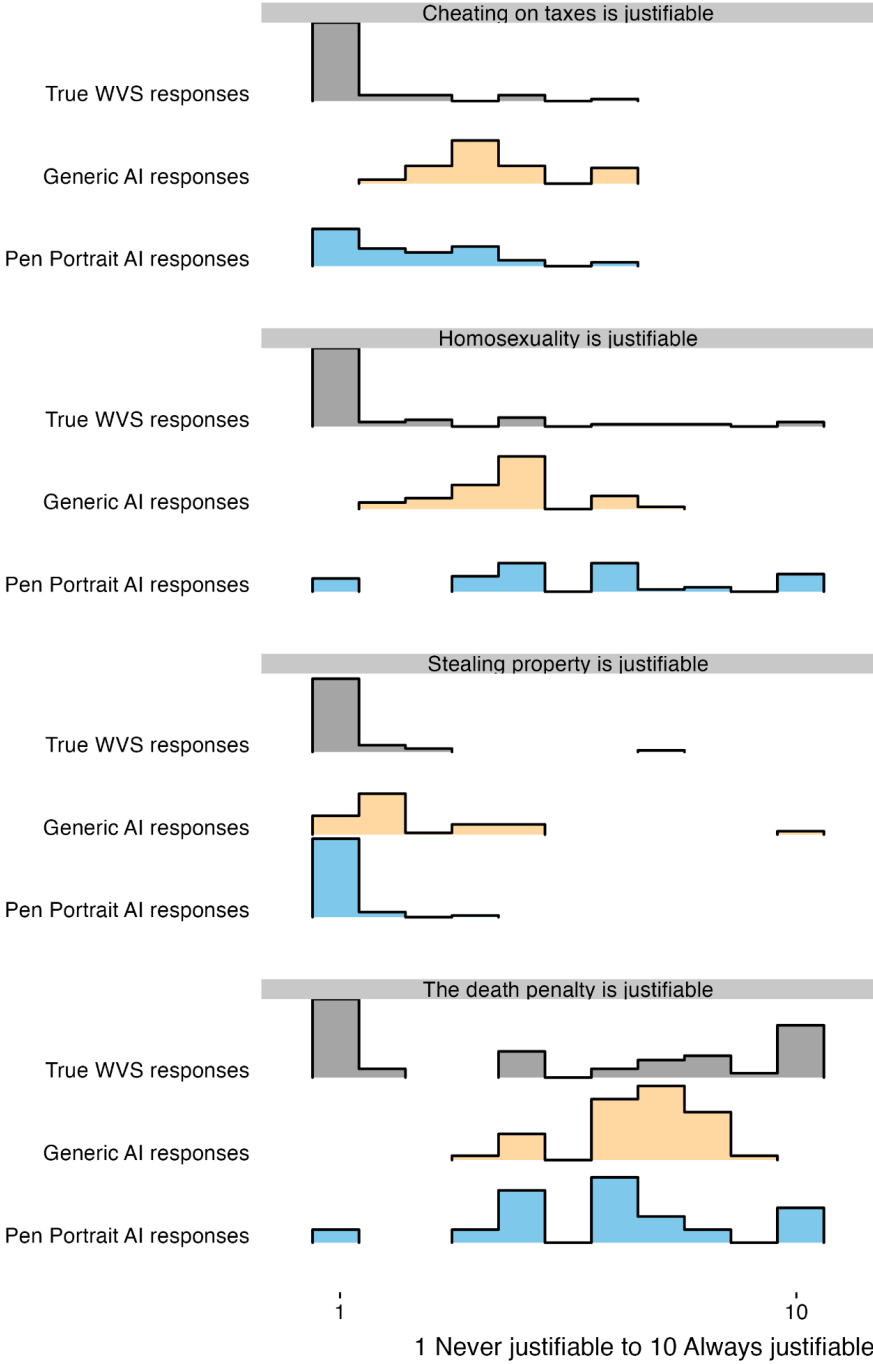 Cheating on taxes is justifiable
True WVS responses
Generic AI responses
Pen Portrait AI responses
Homosexuality is justifiable
True WVS responses
Generic AI responses
Pen Portrait AI responses
Stealing property is justifiable
True WVS responses
Generic AI responses
Pen Portrait AI responses
The death penalty is justifiable
True WVS responses
Generic AI responses
Pen Portrait AI responses
1 10
1 Never justifiable to 10 Always justifiable